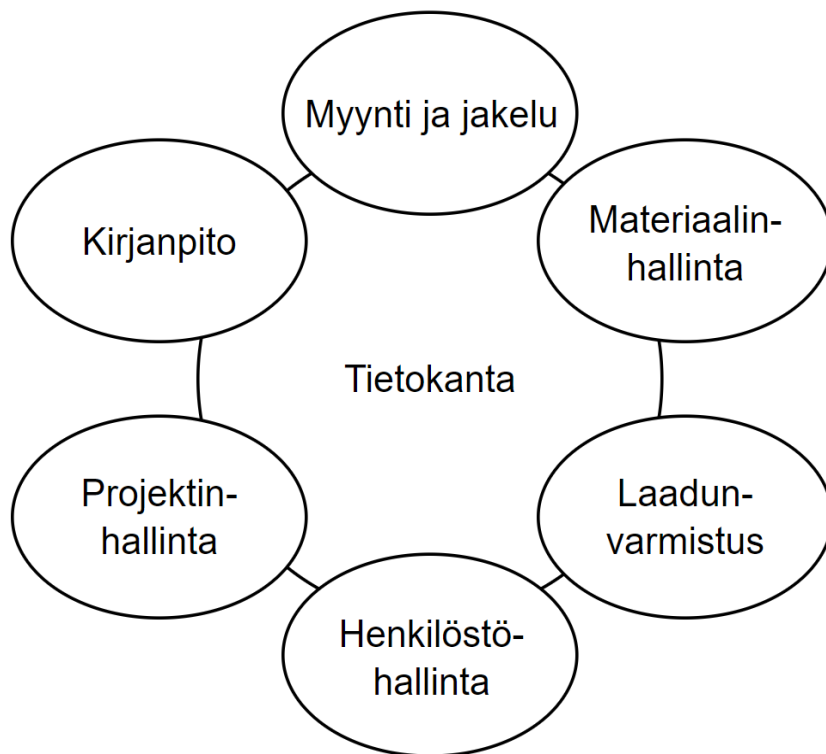 Myynti ja jakelu
Materiaalin-
hallinta
Kirjanpito
Tietokanta
Projektin-
hallinta
Laadun-
varmistus
Henkilöstö-
hallinta